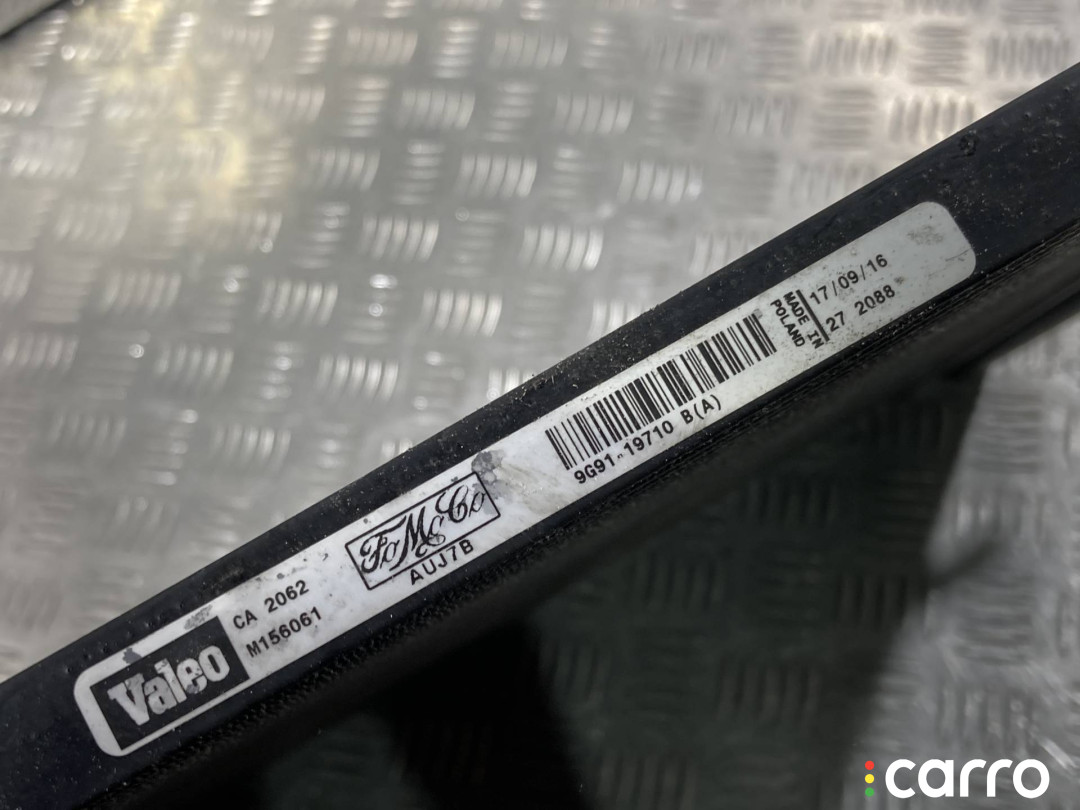 Valeo
CA 2062
M156061
FoMoCo
AUJ7B
9G91-19710 B(A)
MADE IN
POLAND
17/09/16
27 2088
carro